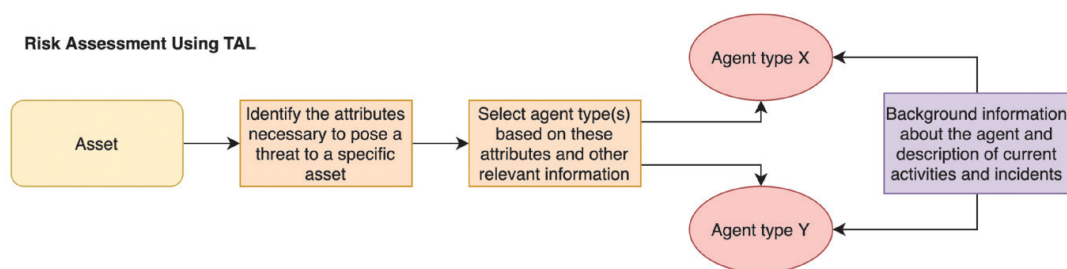 Risk Assessment Using TAL
Agent type X
Asset
Identify the attributes
necessary to pose a
threat to a specific
asset
Select agent type(s)
based on these
attributes and other
relevant information
Background information
about the agent and
description of current
activities and incidents
Agent type Y